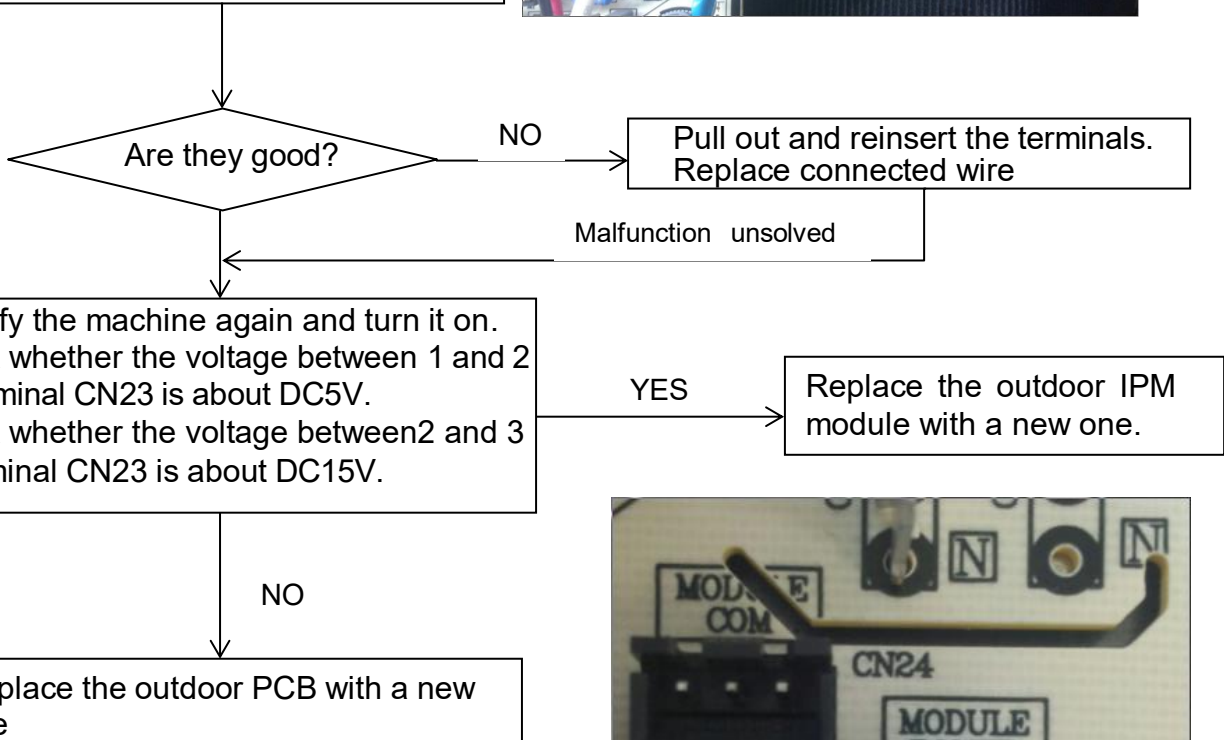 Are they good?
NO
Pull out and reinsert the terminals.
Replace connected wire
Malfunction unsolved
fy the machine again and turn it on.
whether the voltage between 1 and 2
minal CN23 is about DC5V.
whether the voltage between2 and 3
minal CN23 is about DC15V.
YES
Replace the outdoor IPM
module with a new one.
NO
place the outdoor PCB with a new
e
N
N
MODULE
COM
CN24
MODULE